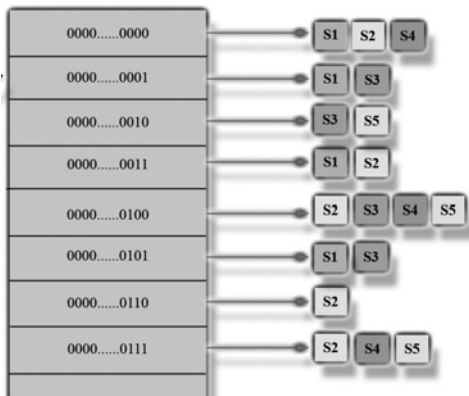 0000......0000 S1 S2 S4
0000......0001 S1 S3
0000......0010 S3 S5
0000......0011 S1 S2
0000......0100 S2 S3 S4 S5
0000......0101 S1 S3
0000......0110 S2
0000......0111 S2 S4 S5